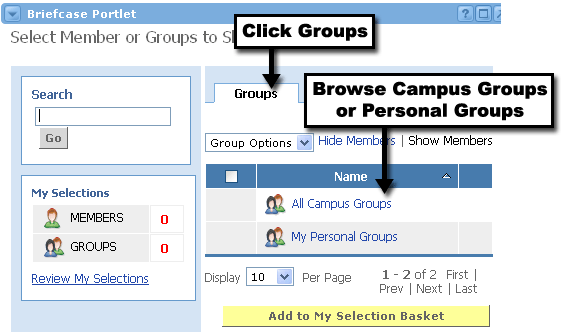 Briefcase Portlet
Select Member or Groups to S
Click Groups
Browse Campus Groups
or Personal Groups
Search
Go
My Selections
MEMBERS 0
GROUPS 0
Review My Selections
Groups
Group Options Hide Members | Show Members
Name
All Campus Groups
My Personal Groups
Display 10 Per Page 1 - 2 of 2 First |
Prev | Next | Last
Add to My Selection Basket